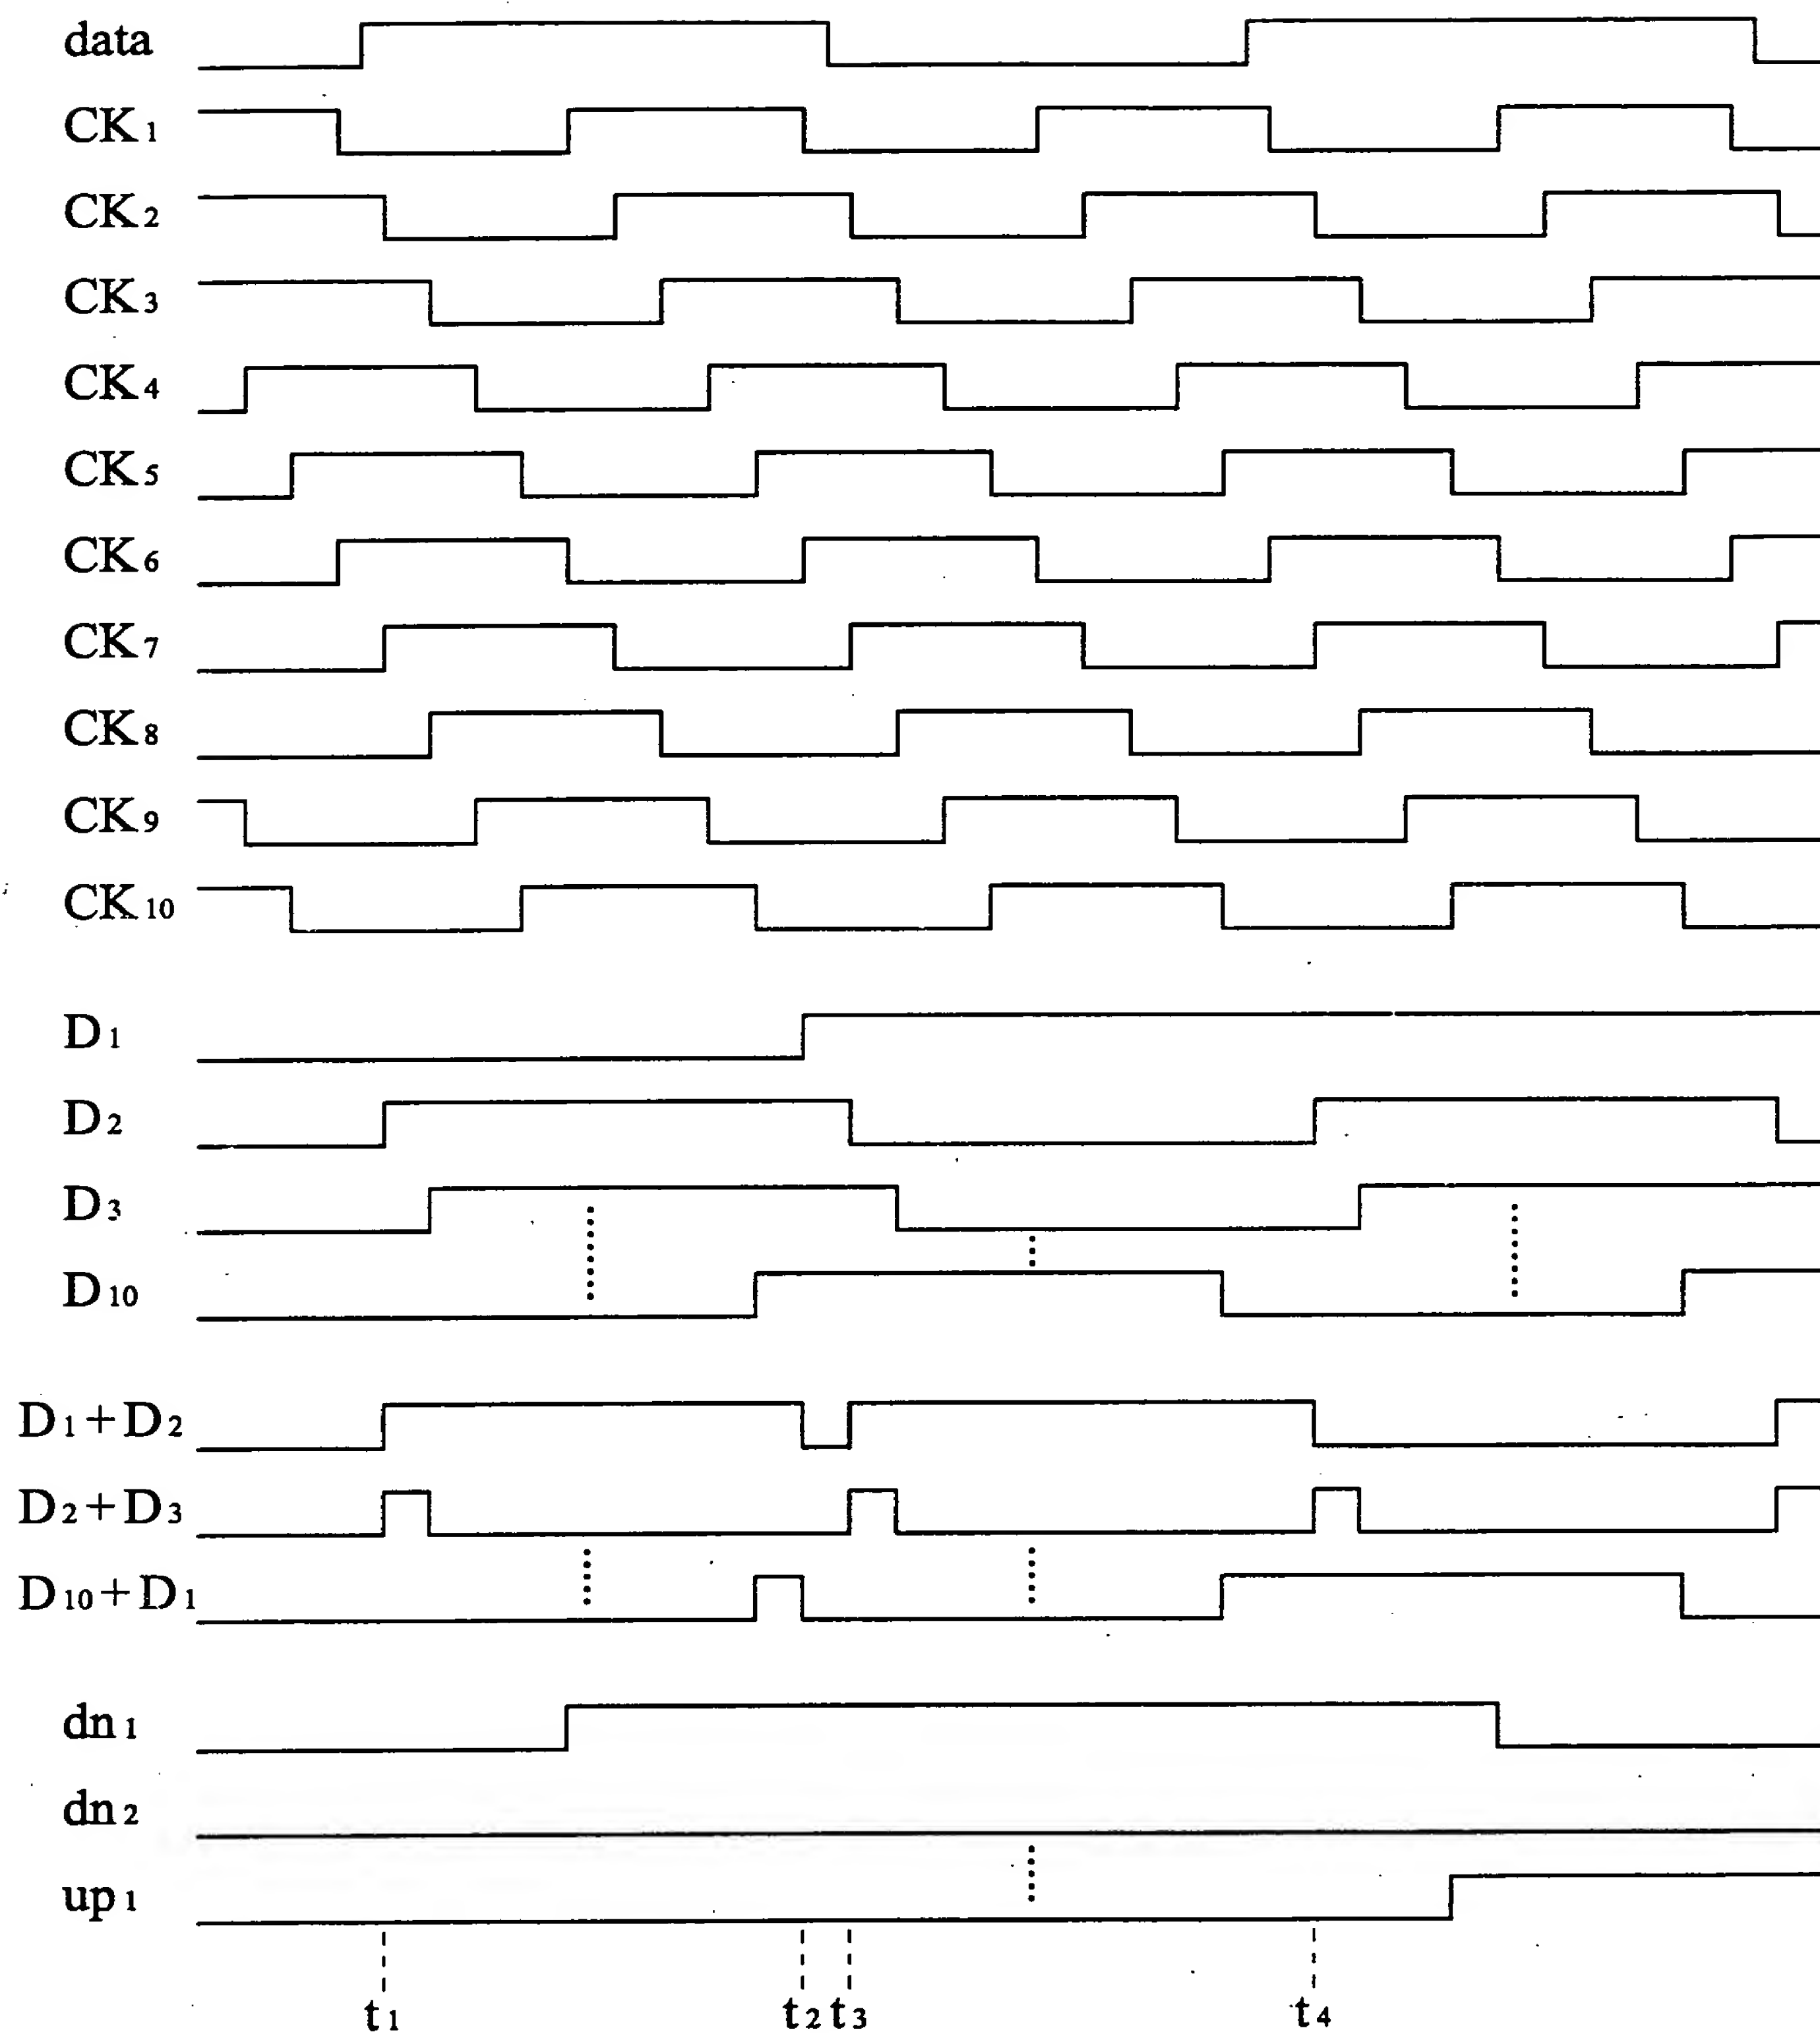 data
CK1
CK2
CK3
CK4
CK5
CK6
CK7
CK8
CK9
CK10
D1
D2
D3
D10
D1+D2
D2+D3
D10+D1
dn1
dn2
up1
t1 t2 t3 t4